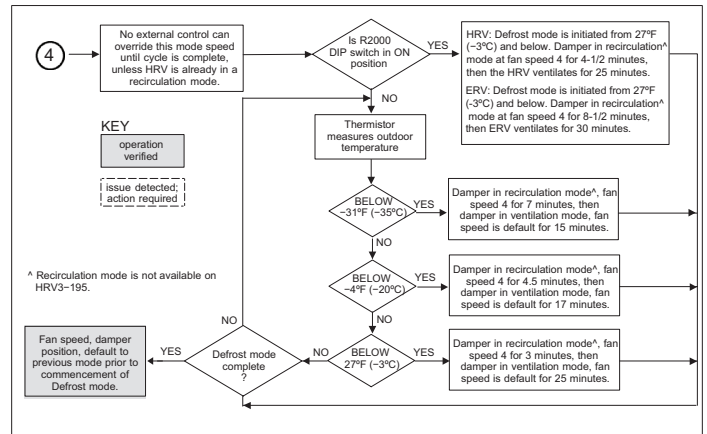 4
No external control can
override this mode speed
until cycle is complete,
unless HRV is already in a
recirculation mode.
Is R2000
DIP switch in ON
position
YES
HRV: Defrost mode is initiated from 27ºF
(−3ºC) and below. Damper in recirculation^
mode at fan speed 4 for 4-1/2 minutes,
then the HRV ventilates for 25 minutes.
ERV: Defrost mode is initiated from 27ºF
(-3ºC) and below. Damper in recirculation^
mode at fan speed 4 for 8-1/2 minutes,
then ERV ventilates for 30 minutes.
NO
KEY
operation
verified
issue detected;
action required
Thermistor
measures outdoor
temperature
BELOW
−31ºF (−35ºC)
YES
Damper in recirculation mode^, fan
speed 4 for 7 minutes, then
damper in ventilation mode, fan
speed is default for 15 minutes.
NO
^ Recirculation mode is not available on
HRV3−195.
BELOW
−4ºF (−20ºC)
YES
Damper in recirculation mode^, fan
speed 4 for 4.5 minutes, then
damper in ventilation mode, fan
speed is default for 17 minutes.
NO
NO
Fan speed, damper
position, default to
previous mode prior to
commencement of
Defrost mode.
YES
Defrost mode
complete
?
NO
BELOW
27ºF (−3ºC)
YES
Damper in recirculation mode^, fan
speed 4 for 3 minutes, then
damper in ventilation mode, fan
speed is default for 25 minutes.